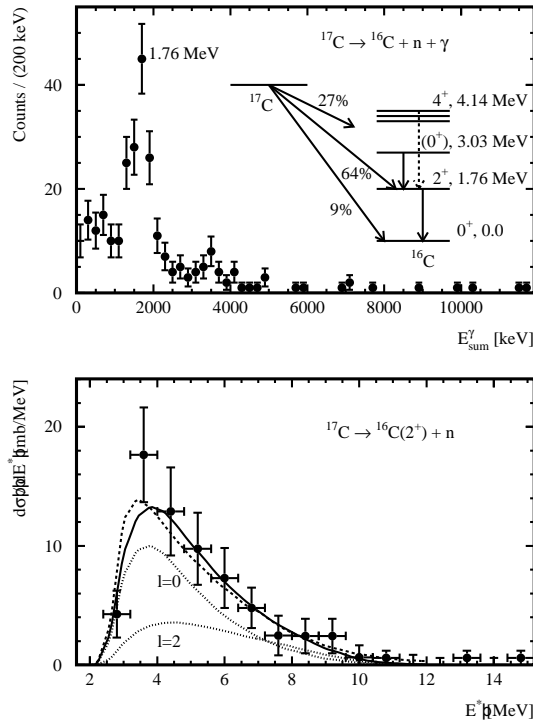 Counts / (200 keV)
40
20
0
1.76 MeV
¹⁷C→ ¹⁶C + n + γ
¹⁷C
27%
64%
9%
4⁺, 4.14 MeV
(0⁺), 3.03 MeV
2⁺, 1.76 MeV
0⁺, 0.0
¹⁶C
0 2000 4000 6000 8000 10000
E^γ_sum [keV]
20
10
0
¹⁷C → ¹⁶C(2⁺) + n
l=0
l=2
2 4 6 8 10 12 14